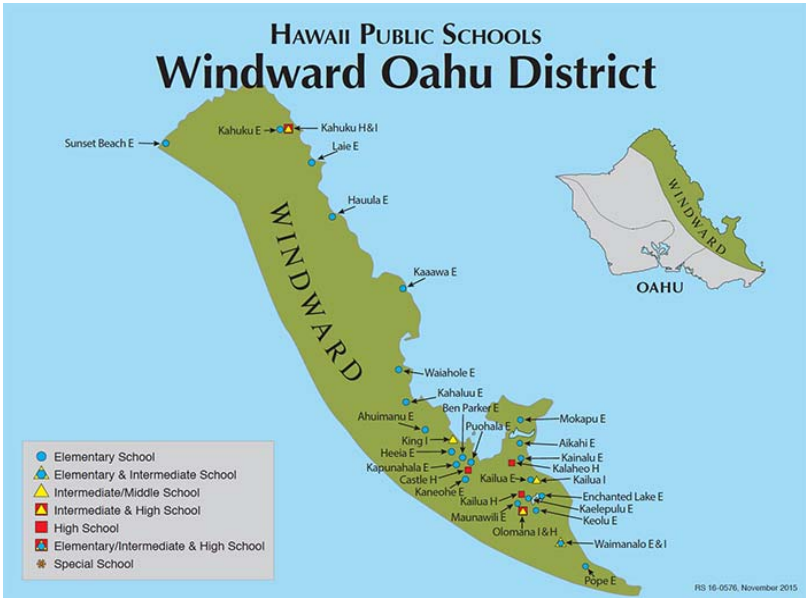 HAWAII PUBLIC SCHOOLS
Windward Oahu District
Sunset Beach E
Kahuku E
Kahuku H&I
Laie E
Hauula E
Kaaawa E
Waiahole E
Kahaluu E
Ben Parker E
Ahuimanu E
Puohala E
King I
Heeia E
Kapunahala E
Castle H
Kaneohe E
Mokapu E
Aikahi E
Kainalu E
Kalaheo H
Kailua E
Kailua I
Kailua H
Enchanted Lake E
Maunawili E
Kaelepulu E
Keolu E
Olomana I&H
Waimanalo E&I
Pope E
WINDWARD
WINDWARD
OAHU
Elementary School
Elementary & Intermediate School
Intermediate/Middle School
Intermediate & High School
High School
Elementary/Intermediate & High School
Special School
RS 16-0576, November 2015